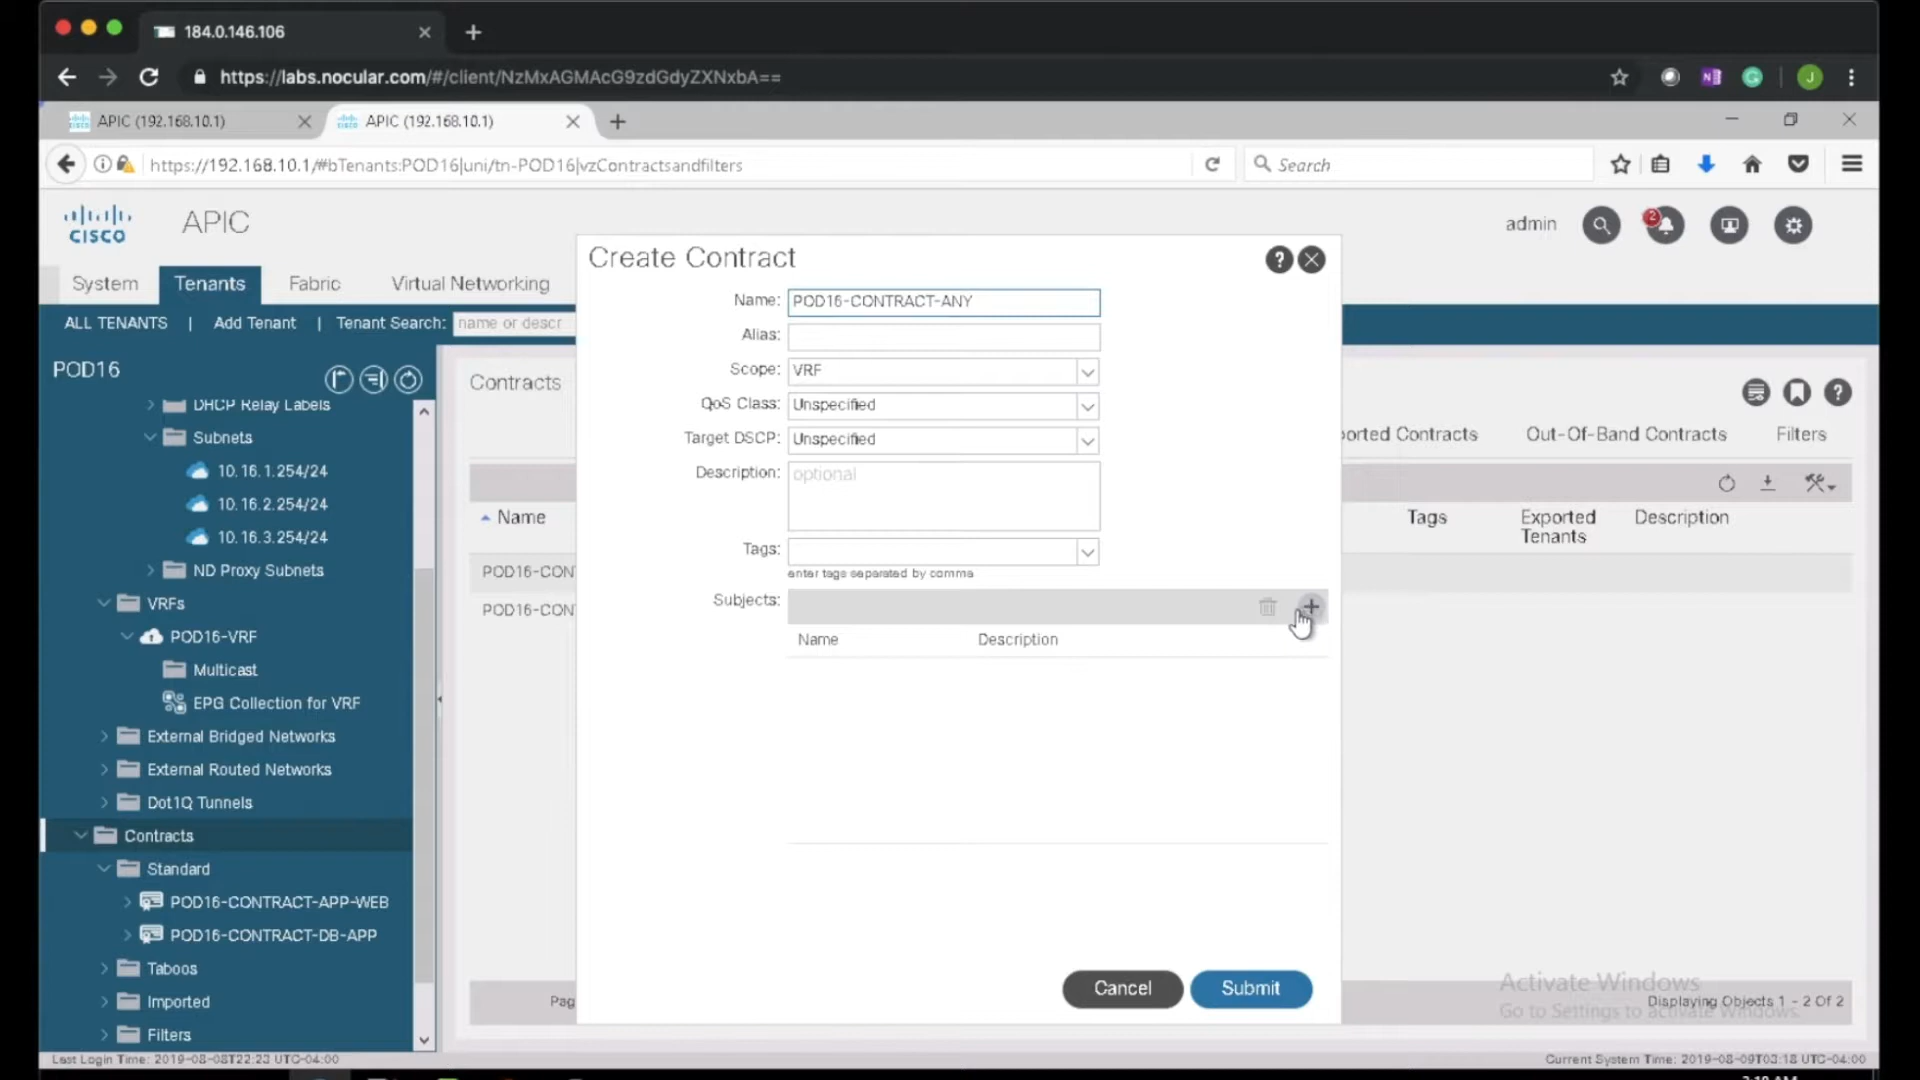 184.0.146.106
https://labs.nocular.com/#/client/NzMxAGMAcG9zdGdyZXNxbA==
N
J
APIC (192.168.10.1)
APIC (192.168.10.1)
https://192.168.10.1/#bTenants:POD16|uni/tn-POD16|vzContractsandfilters
Search
CISCO
APIC
admin
2
System
Tenants
Fabric
Virtual Networking
ALL TENANTS | Add Tenant | Tenant Search: name or descr
POD16
DHCP Relay Labels
Subnets
10.16.1.254/24
10.16.2.254/24
10.16.3.254/24
ND Proxy Subnets
VRFs
POD16-VRF
Multicast
EPG Collection for VRF
External Bridged Networks
External Routed Networks
Dot1Q Tunnels
Contracts
Standard
POD16-CONTRACT-APP-WEB
POD16-CONTRACT-DB-APP
Taboos
Imported
Filters
Contracts
orted Contracts
Out-Of-Band Contracts
Filters
Name
Tags
Exported Tenants
Description
POD16-CON
POD16-CON
Pag
Displaying Objects 1 - 2 Of 2
Create Contract
?
Name: POD16-CONTRACT-ANY
Alias:
Scope: VRF
QoS Class: Unspecified
Target DSCP: Unspecified
Description: optional
Tags:
enter tags separated by comma
Subjects:
Name
Description
Cancel
Submit
Activate Windows
Go to Settings to activate Windows.
Last Login Time: 2019-08-08T22:23 UTC-04:00
Current System Time: 2019-08-09T03:18 UTC-04:00